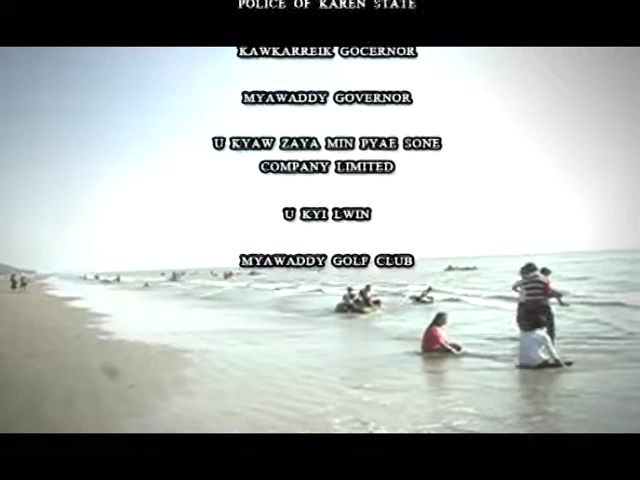 POLICE OF KAREN STATE
KAWKARREIK GOCERNOR
MYAWADDY GOVERNOR
U KYAW ZAYA MIN PYAE SONE
COMPANY LIMITED
U KYI LWIN
MYAWADDY GOLF CLUB